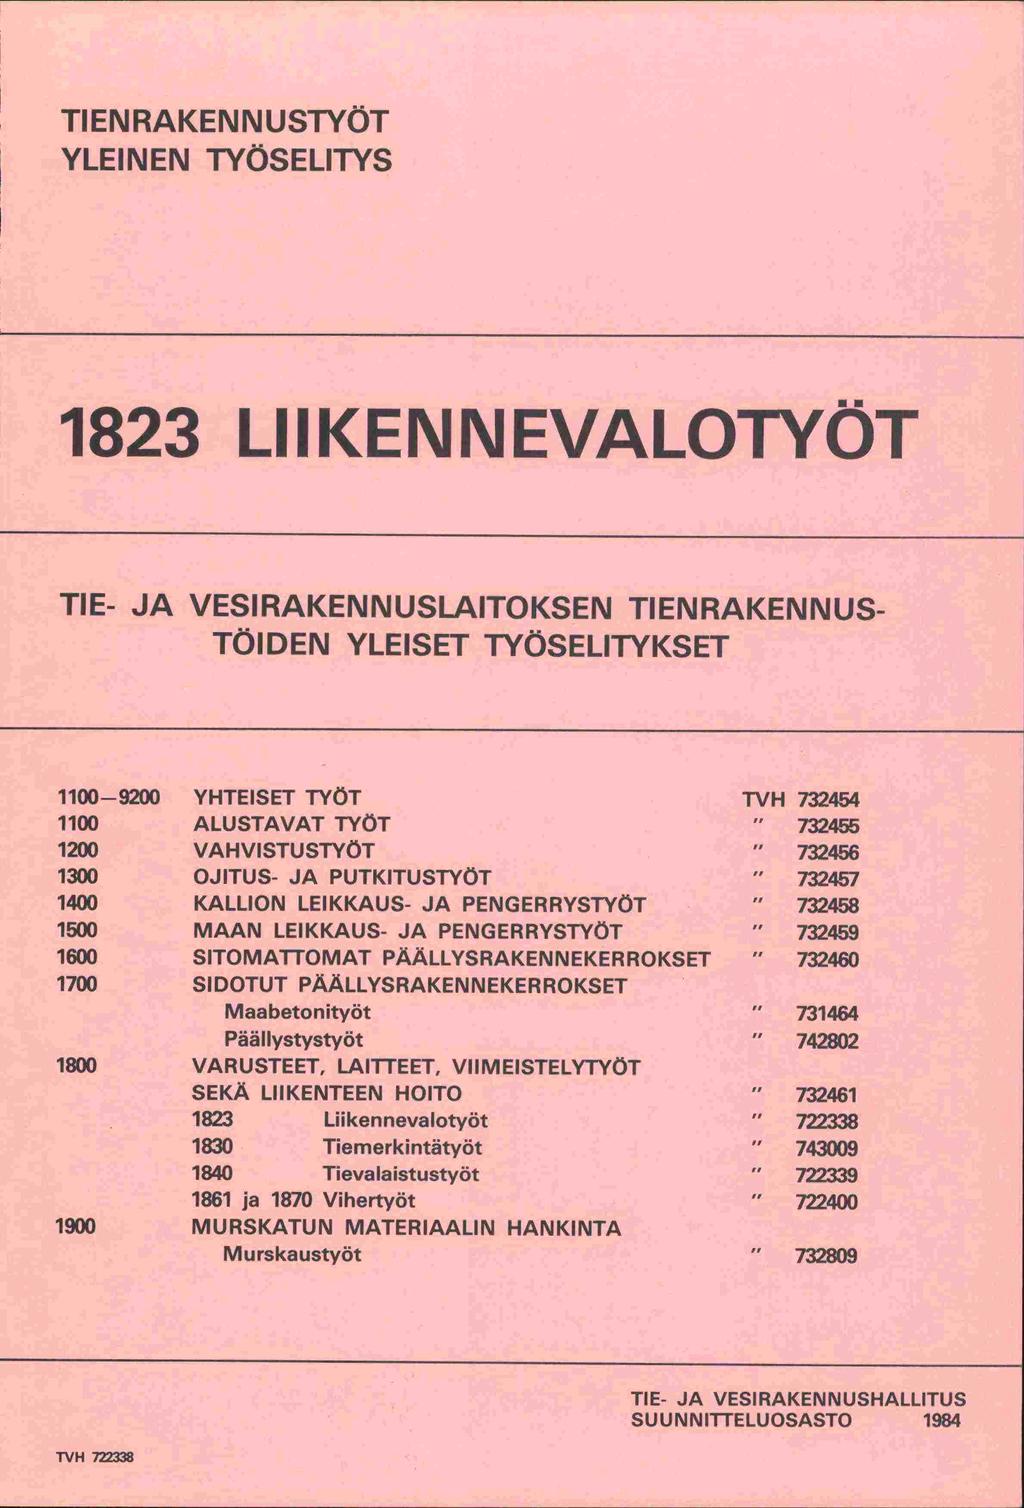 TIENRAKENNUSTYÖT
YLEINEN TYÖSELITYS
1823 LIIKENNEVALOTYÖT
TIE- JA VESIRAKENNUSLAITOKSEN TIENRAKENNUS-
TÖIDEN YLEISET TYÖSELITYKSET
1100–9200 YHTEISET TYÖT TVH 732454
1100 ALUSTAVAT TYÖT " 732455
1200 VAHVISTUSTYÖT " 732456
1300 OJITUS- JA PUTKITUSTYÖT " 732457
1400 KALLION LEIKKAUS- JA PENGERRYSTYÖT " 732458
1500 MAAN LEIKKAUS- JA PENGERRYSTYÖT " 732459
1600 SITOMATTOMAT PÄÄLLYSRAKENNEKERROKSET " 732460
1700 SIDOTUT PÄÄLLYSRAKENNEKERROKSET
Maabetonityöt " 731464
Päällystystyöt " 742802
1800 VARUSTEET, LAITTEET, VIIMEISTELYTYÖT
SEKÄ LIIKENTEEN HOITO " 732461
1823 Liikennevalotyöt " 722338
1830 Tiemerkintätyöt " 743009
1840 Tievalaistustyöt " 722339
1861 ja 1870 Vihertyöt " 722400
1900 MURSKATUN MATERIAALIN HANKINTA
Murskaustyöt " 732809
TIE- JA VESIRAKENNUSHALLITUS
SUUNNITTELUOSASTO 1984
TVH 722338